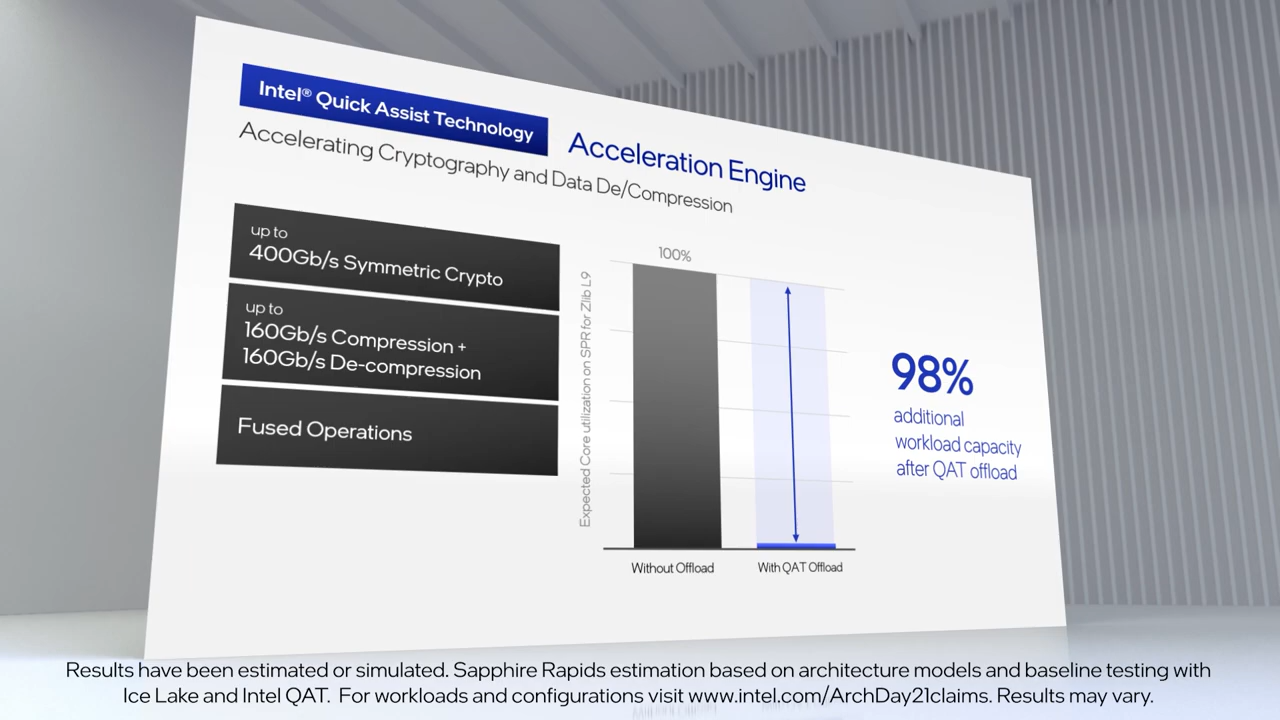 Intel® Quick Assist Technology
Acceleration Engine
Accelerating Cryptography and Data De/Compression
up to
400Gb/s Symmetric Crypto
up to
160Gb/s Compression +
160Gb/s De-compression
Fused Operations
Expected Core utilization on SPR for Zlib L9
100%
Without Offload
With QAT Offload
98%
additional
workload capacity
after QAT offload
Results have been estimated or simulated. Sapphire Rapids estimation based on architecture models and baseline testing with
Ice Lake and Intel QAT. For workloads and configurations visit www.intel.com/ArchDay21claims. Results may vary.